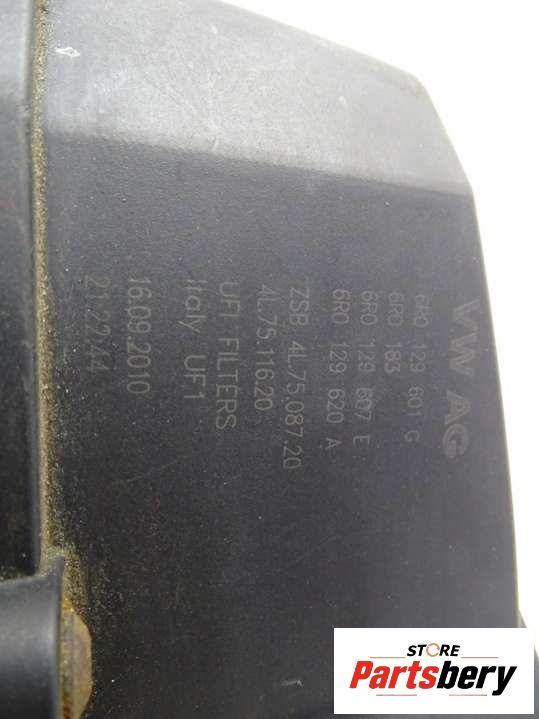 VW AG
6R0 129 601 G
6R0 183
6R0 129 607 E
6R0 129 620 A
ZSB 4L.75.087.20
4L.75.116.20
UFI FILTERS
Italy UF1
16.09.2010
21:22:44
STORE
Partsbery